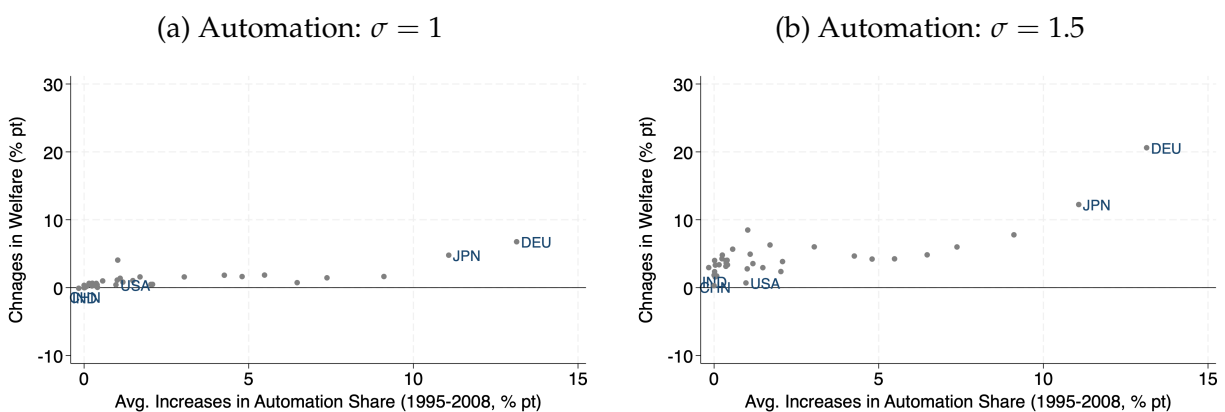 (a) Automation: σ = 1
Chnages in Welfare (% pt)
30
20
10
0
-10
DEU
JPN
USA
CHN
IND
0 5 10 15
Avg. Increases in Automation Share (1995-2008, % pt)
(b) Automation: σ = 1.5
Chnages in Welfare (% pt)
30
20
10
0
-10
DEU
JPN
USA
IND
CHN
0 5 10 15
Avg. Increases in Automation Share (1995-2008, % pt)